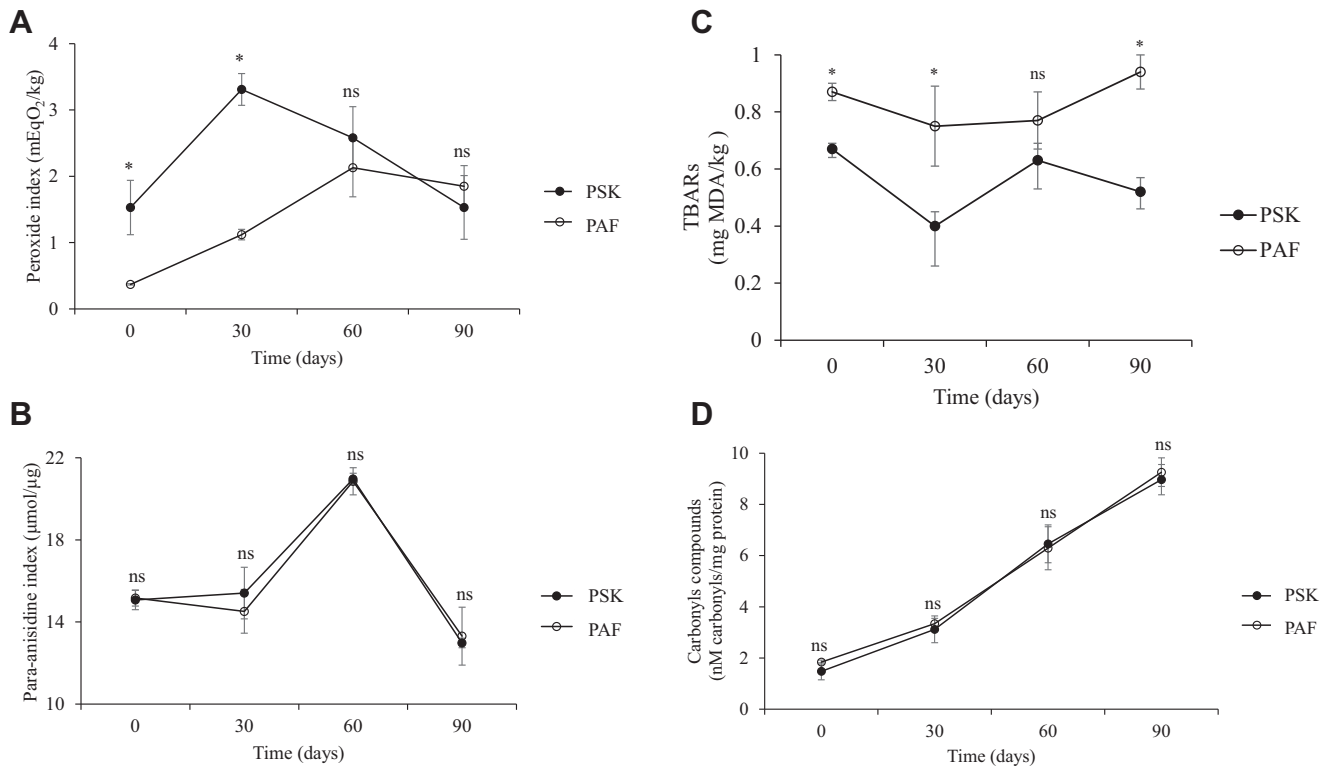 A
Peroxide index (mEqO₂/kg)
4
3
2
1
0
*
*
ns
ns
0 30 60 90
Time (days)
PSK
PAF
C
TBARs
(mg MDA/kg )
1
0.8
0.6
0.4
0.2
0
*
*
ns
*
0 30 60 90
Time (days)
PSK
PAF
B
Para-anisidine index (µmol/µg)
22
18
14
10
ns
ns
ns
ns
0 30 60 90
Time (days)
PSK
PAF
D
Carbonyls compounds
(nM carbonyls/mg protein)
10
8
6
4
2
0
ns
ns
ns
ns
0 30 60 90
Time (days)
PSK
PAF